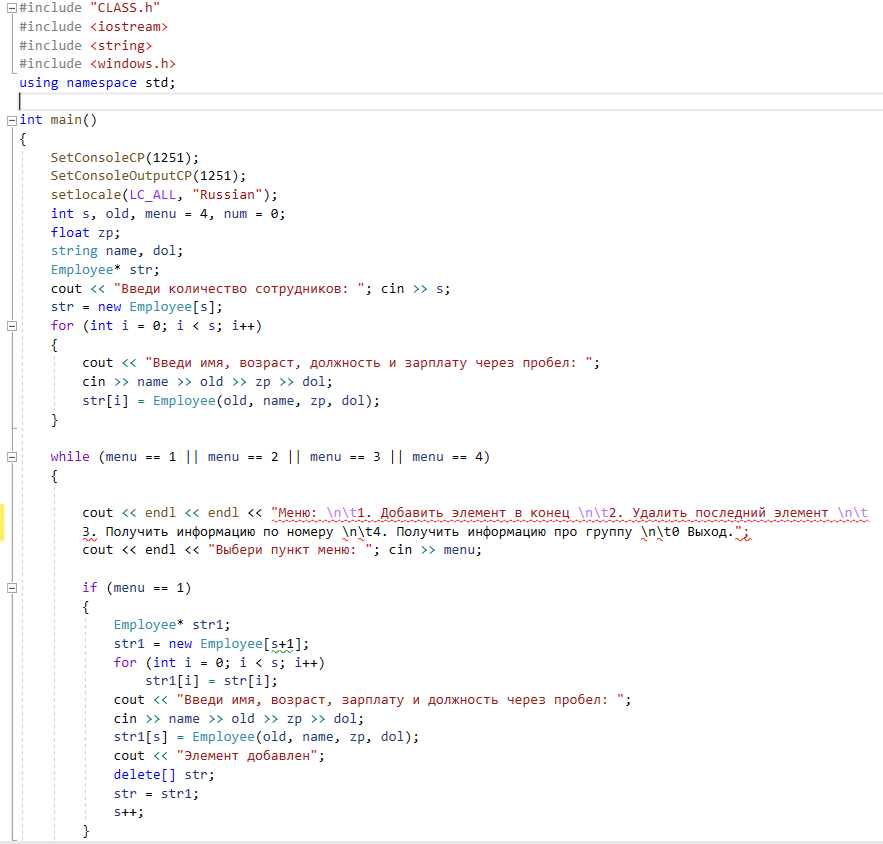 #include "CLASS.h"
#include <iostream>
#include <string>
#include <windows.h>
using namespace std;
int main()
{
SetConsoleCP(1251);
SetConsoleOutputCP(1251);
setlocale(LC_ALL, "Russian");
int s, old, menu = 4, num = 0;
float zp;
string name, dol;
Employee* str;
cout << "Введи количество сотрудников: "; cin >> s;
str = new Employee[s];
for (int i = 0; i < s; i++)
{
cout << "Введи имя, возраст, должность и зарплату через пробел: ";
cin >> name >> old >> zp >> dol;
str[i] = Employee(old, name, zp, dol);
}
while (menu == 1 || menu == 2 || menu == 3 || menu == 4)
{
cout << endl << endl << "Меню: \n\t1. Добавить элемент в конец \n\t2. Удалить последний элемент \n\t
3. Получить информацию по номеру \n\t4. Получить информацию про группу \n\t0 Выход.";
cout << endl << "Выбери пункт меню: "; cin >> menu;
if (menu == 1)
{
Employee* str1;
str1 = new Employee[s+1];
for (int i = 0; i < s; i++)
str1[i] = str[i];
cout << "Введи имя, возраст, зарплату и должность через пробел: ";
cin >> name >> old >> zp >> dol;
str1[s] = Employee(old, name, zp, dol);
cout << "Элемент добавлен";
delete[] str;
str = str1;
s++;
}